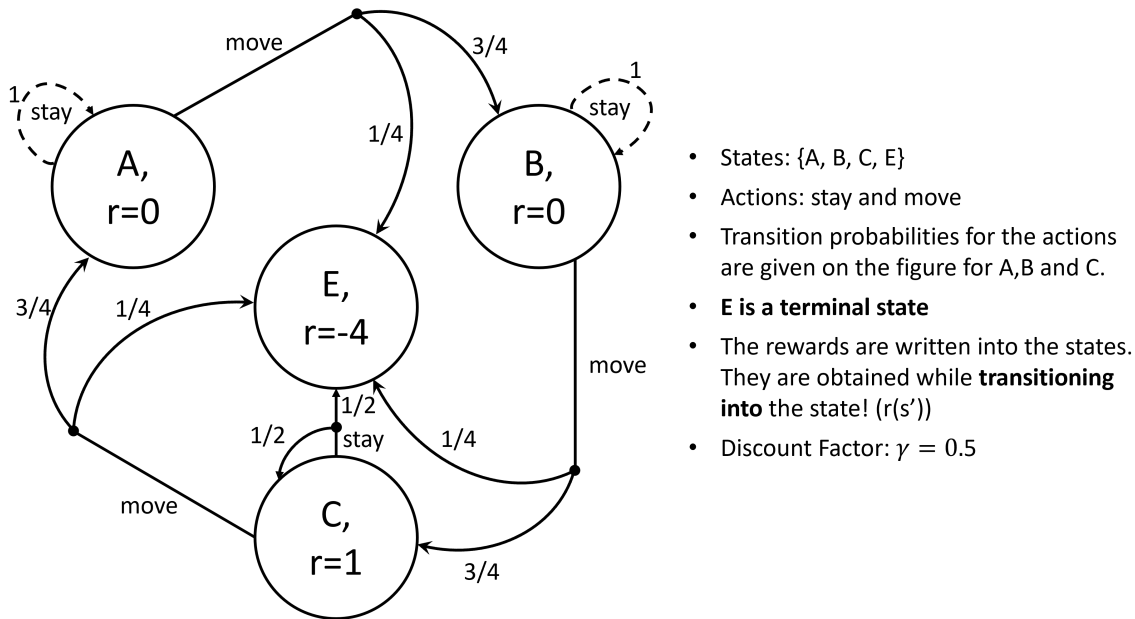 move
3/4
1
stay
1
stay
1/4
A,
r=0
B,
r=0
E,
r=-4
3/4
1/4
move
1/2
1/2
stay
1/4
move
C,
r=1
3/4
• States: {A, B, C, E}
• Actions: stay and move
• Transition probabilities for the actions
are given on the figure for A,B and C.
• E is a terminal state
• The rewards are written into the states.
They are obtained while transitioning
into the state! (r(s’))
• Discount Factor: γ = 0.5